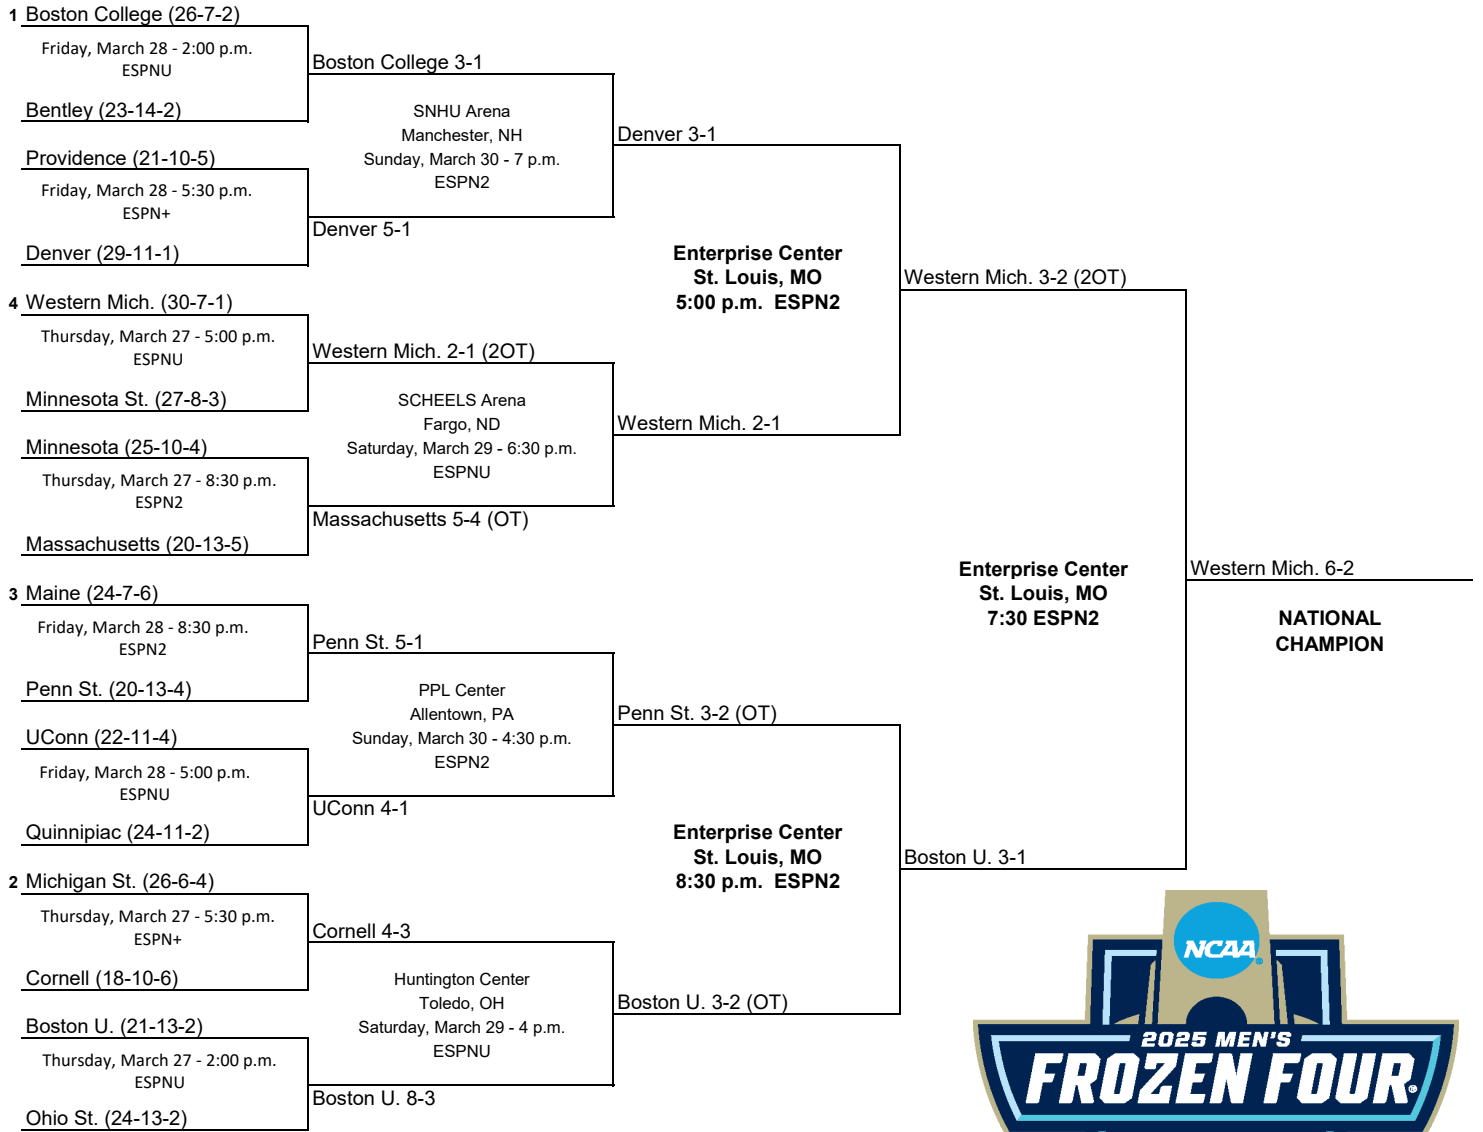 1 Boston College (26-7-2)
Friday, March 28 - 2:00 p.m.
ESPNU
Bentley (23-14-2)
Boston College 3-1
SNHU Arena
Manchester, NH
Sunday, March 30 - 7 p.m.
ESPN2
Providence (21-10-5)
Friday, March 28 - 5:30 p.m.
ESPN+
Denver (29-11-1)
Denver 5-1
Denver 3-1
Enterprise Center
St. Louis, MO
5:00 p.m. ESPN2
4 Western Mich. (30-7-1)
Thursday, March 27 - 5:00 p.m.
ESPNU
Minnesota St. (27-8-3)
Western Mich. 2-1 (2OT)
SCHEELS Arena
Fargo, ND
Saturday, March 29 - 6:30 p.m.
ESPNU
Minnesota (25-10-4)
Thursday, March 27 - 8:30 p.m.
ESPN2
Massachusetts (20-13-5)
Massachusetts 5-4 (OT)
Western Mich. 2-1
Western Mich. 3-2 (2OT)
3 Maine (24-7-6)
Friday, March 28 - 8:30 p.m.
ESPN2
Penn St. (20-13-4)
Penn St. 5-1
PPL Center
Allentown, PA
Sunday, March 30 - 4:30 p.m.
ESPN2
UConn (22-11-4)
Friday, March 28 - 5:00 p.m.
ESPNU
Quinnipiac (24-11-2)
UConn 4-1
Penn St. 3-2 (OT)
Enterprise Center
St. Louis, MO
8:30 p.m. ESPN2
2 Michigan St. (26-6-4)
Thursday, March 27 - 5:30 p.m.
ESPN+
Cornell (18-10-6)
Cornell 4-3
Huntington Center
Toledo, OH
Saturday, March 29 - 4 p.m.
ESPNU
Boston U. (21-13-2)
Thursday, March 27 - 2:00 p.m.
ESPNU
Ohio St. (24-13-2)
Boston U. 8-3
Boston U. 3-2 (OT)
Boston U. 3-1
Enterprise Center
St. Louis, MO
7:30 ESPN2
Western Mich. 6-2
NATIONAL
CHAMPION
NCAA
2025 MEN'S
FROZEN FOUR®